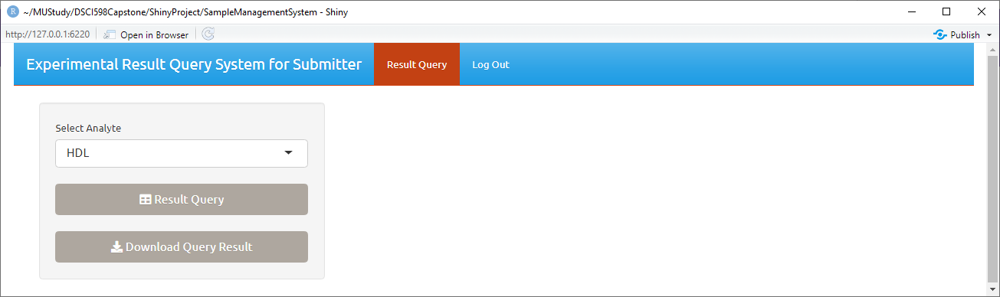 R ~/MUStudy/DSCI598Capstone/ShinyProject/SampleManagementSystem - Shiny
http://127.0.0.1:6220 Open in Browser Publish
Experimental Result Query System for Submitter Result Query Log Out
Select Analyte
HDL
Result Query
Download Query Result